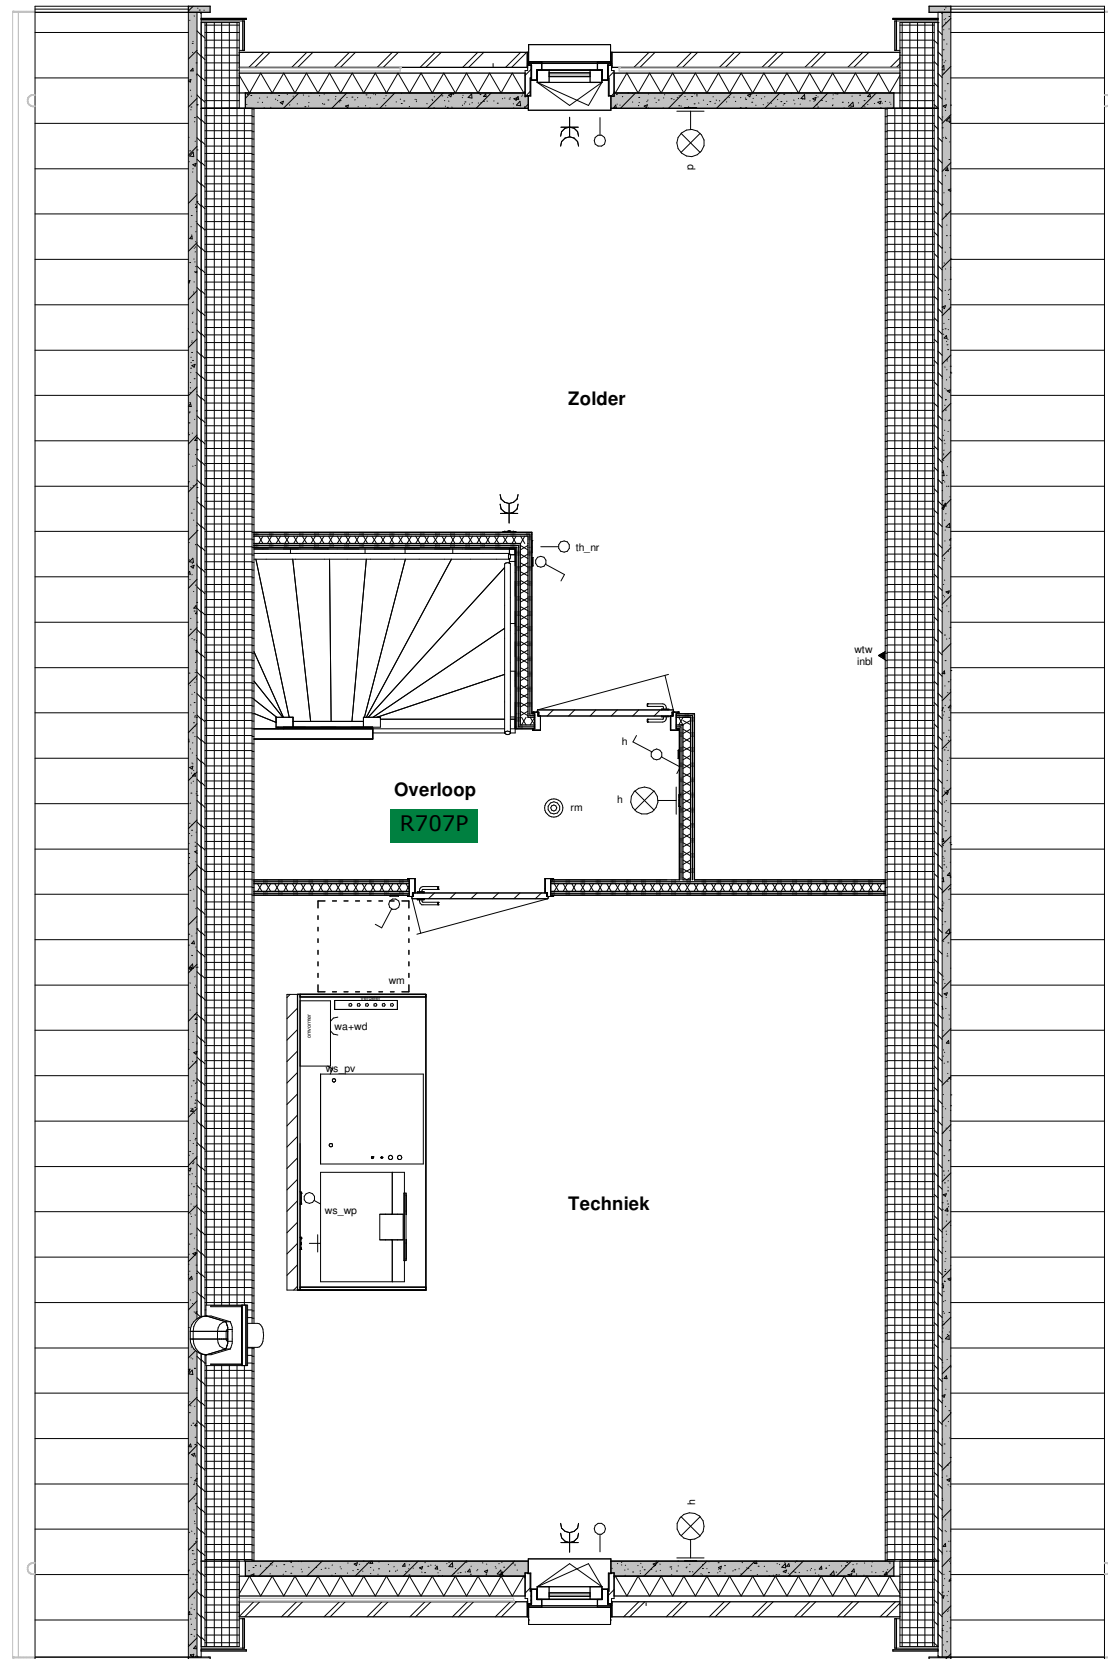 p
Zolder
th_nr
wtw
inbl
h
Overloop
h
rm
R707P
wm
wa+wd
ws_pv
Techniek
ws_wp
h